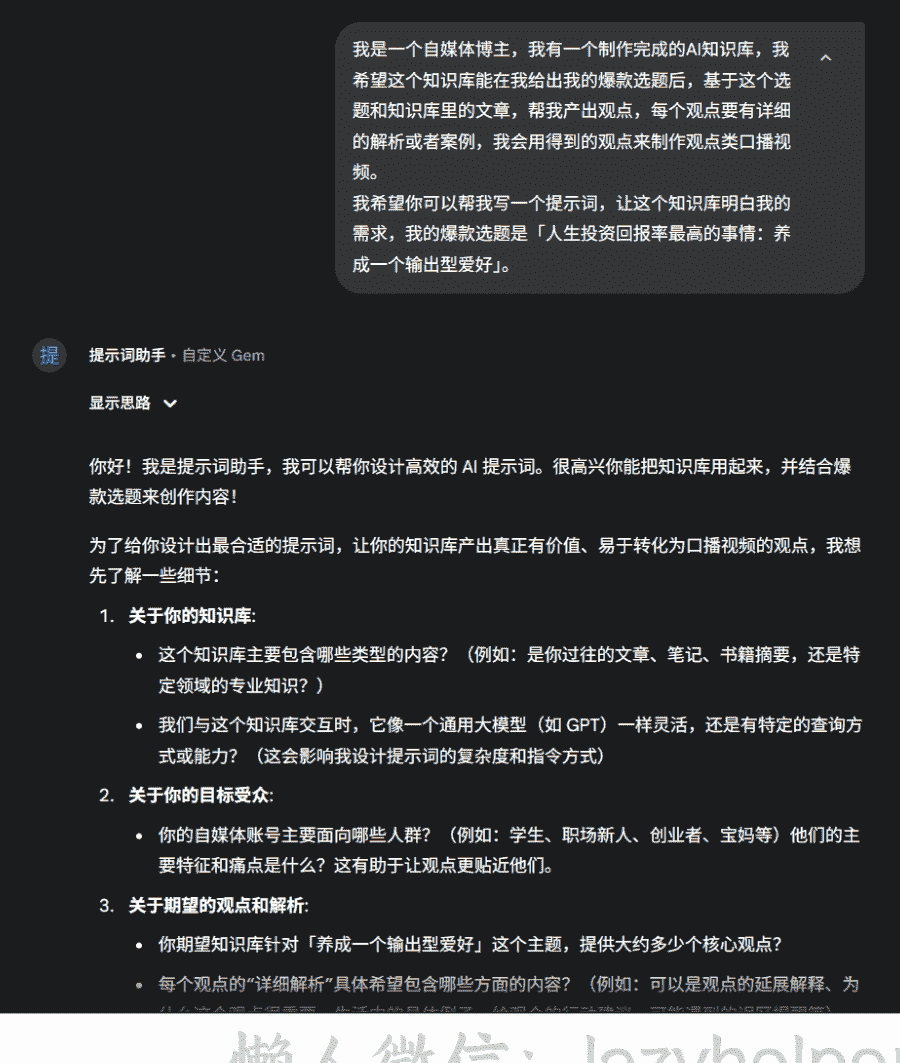 我是一个自媒体博主，我有一个制作完成的AI知识库，我
希望这个知识库能在我给出我的爆款选题后，基于这个选
题和知识库里的文章，帮我产出观点，每个观点要有详细
的解析或者案例，我会用得到的观点来制作观点类口播视
频。
我希望你可以帮我写一个提示词，让这个知识库明白我的
需求，我的爆款选题是「人生投资回报率最高的事情：养
成一个输出型爱好」。
提
提示词助手 • 自定义 Gem
显示思路
你好！我是提示词助手，我可以帮你设计高效的 AI 提示词。很高兴你能把知识库用起来，并结合爆
款选题来创作内容！
为了给你设计出最合适的提示词，让你的知识库产出真正有价值、易于转化为口播视频的观点，我想
先了解一些细节：
1. 关于你的知识库:
• 这个知识库主要包含哪些类型的内容？（例如：是你过往的文章、笔记、书籍摘要，还是特
定领域的专业知识？）
• 我们与这个知识库交互时，它像一个通用大模型（如 GPT）一样灵活，还是有特定的查询方
式或能力？（这会影响我设计提示词的复杂度和指令方式）
2. 关于你的目标受众:
• 你的自媒体账号主要面向哪些人群？（例如：学生、职场新人、创业者、宝妈等）他们的主
要特征和痛点是什么？这有助于让观点更贴近他们。
3. 关于期望的观点和解析:
• 你期望知识库针对「养成一个输出型爱好」这个主题，提供大约多少个核心观点？
• 每个观点的“详细解析”具体希望包含哪些方面的内容？（例如：可以是观点的延展解释、为